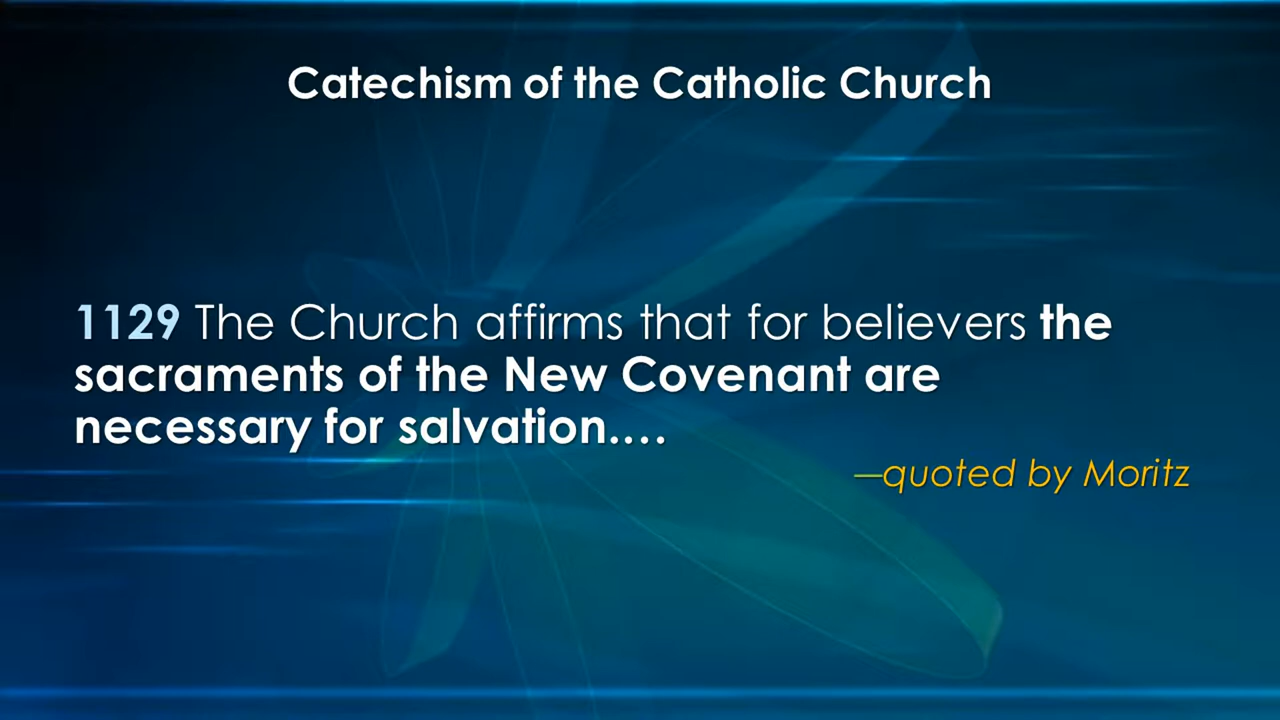 Catechism of the Catholic Church
1129 The Church affirms that for believers the
sacraments of the New Covenant are
necessary for salvation.…
—quoted by Moritz